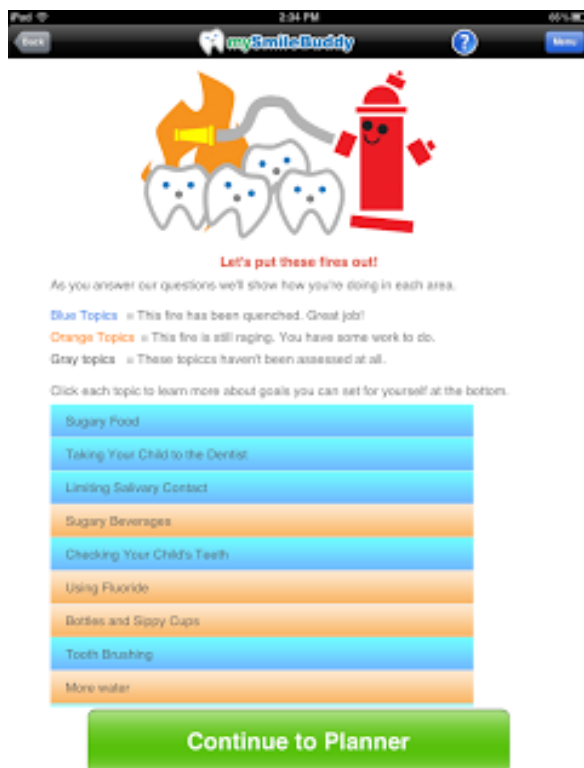 iPad 2:34 PM 66%
Back mySmileBuddy ? Menu
Let's put these fires out!
As you answer our questions we'll show how you're doing in each area.
Blue Topics = This fire has been quenched. Great job!
Orange Topics = This fire is still raging. You have some work to do.
Gray topics = These topiccs haven't been assessed at all.
Click each topic to learn more about goals you can set for yourself at the bottom.
Sugary Food
Taking Your Child to the Dentist
Limiting Salivary Contact
Sugary Beverages
Checking Your Child's Teeth
Using Fluoride
Bottles and Sippy Cups
Tooth Brushing
More water
Continue to Planner